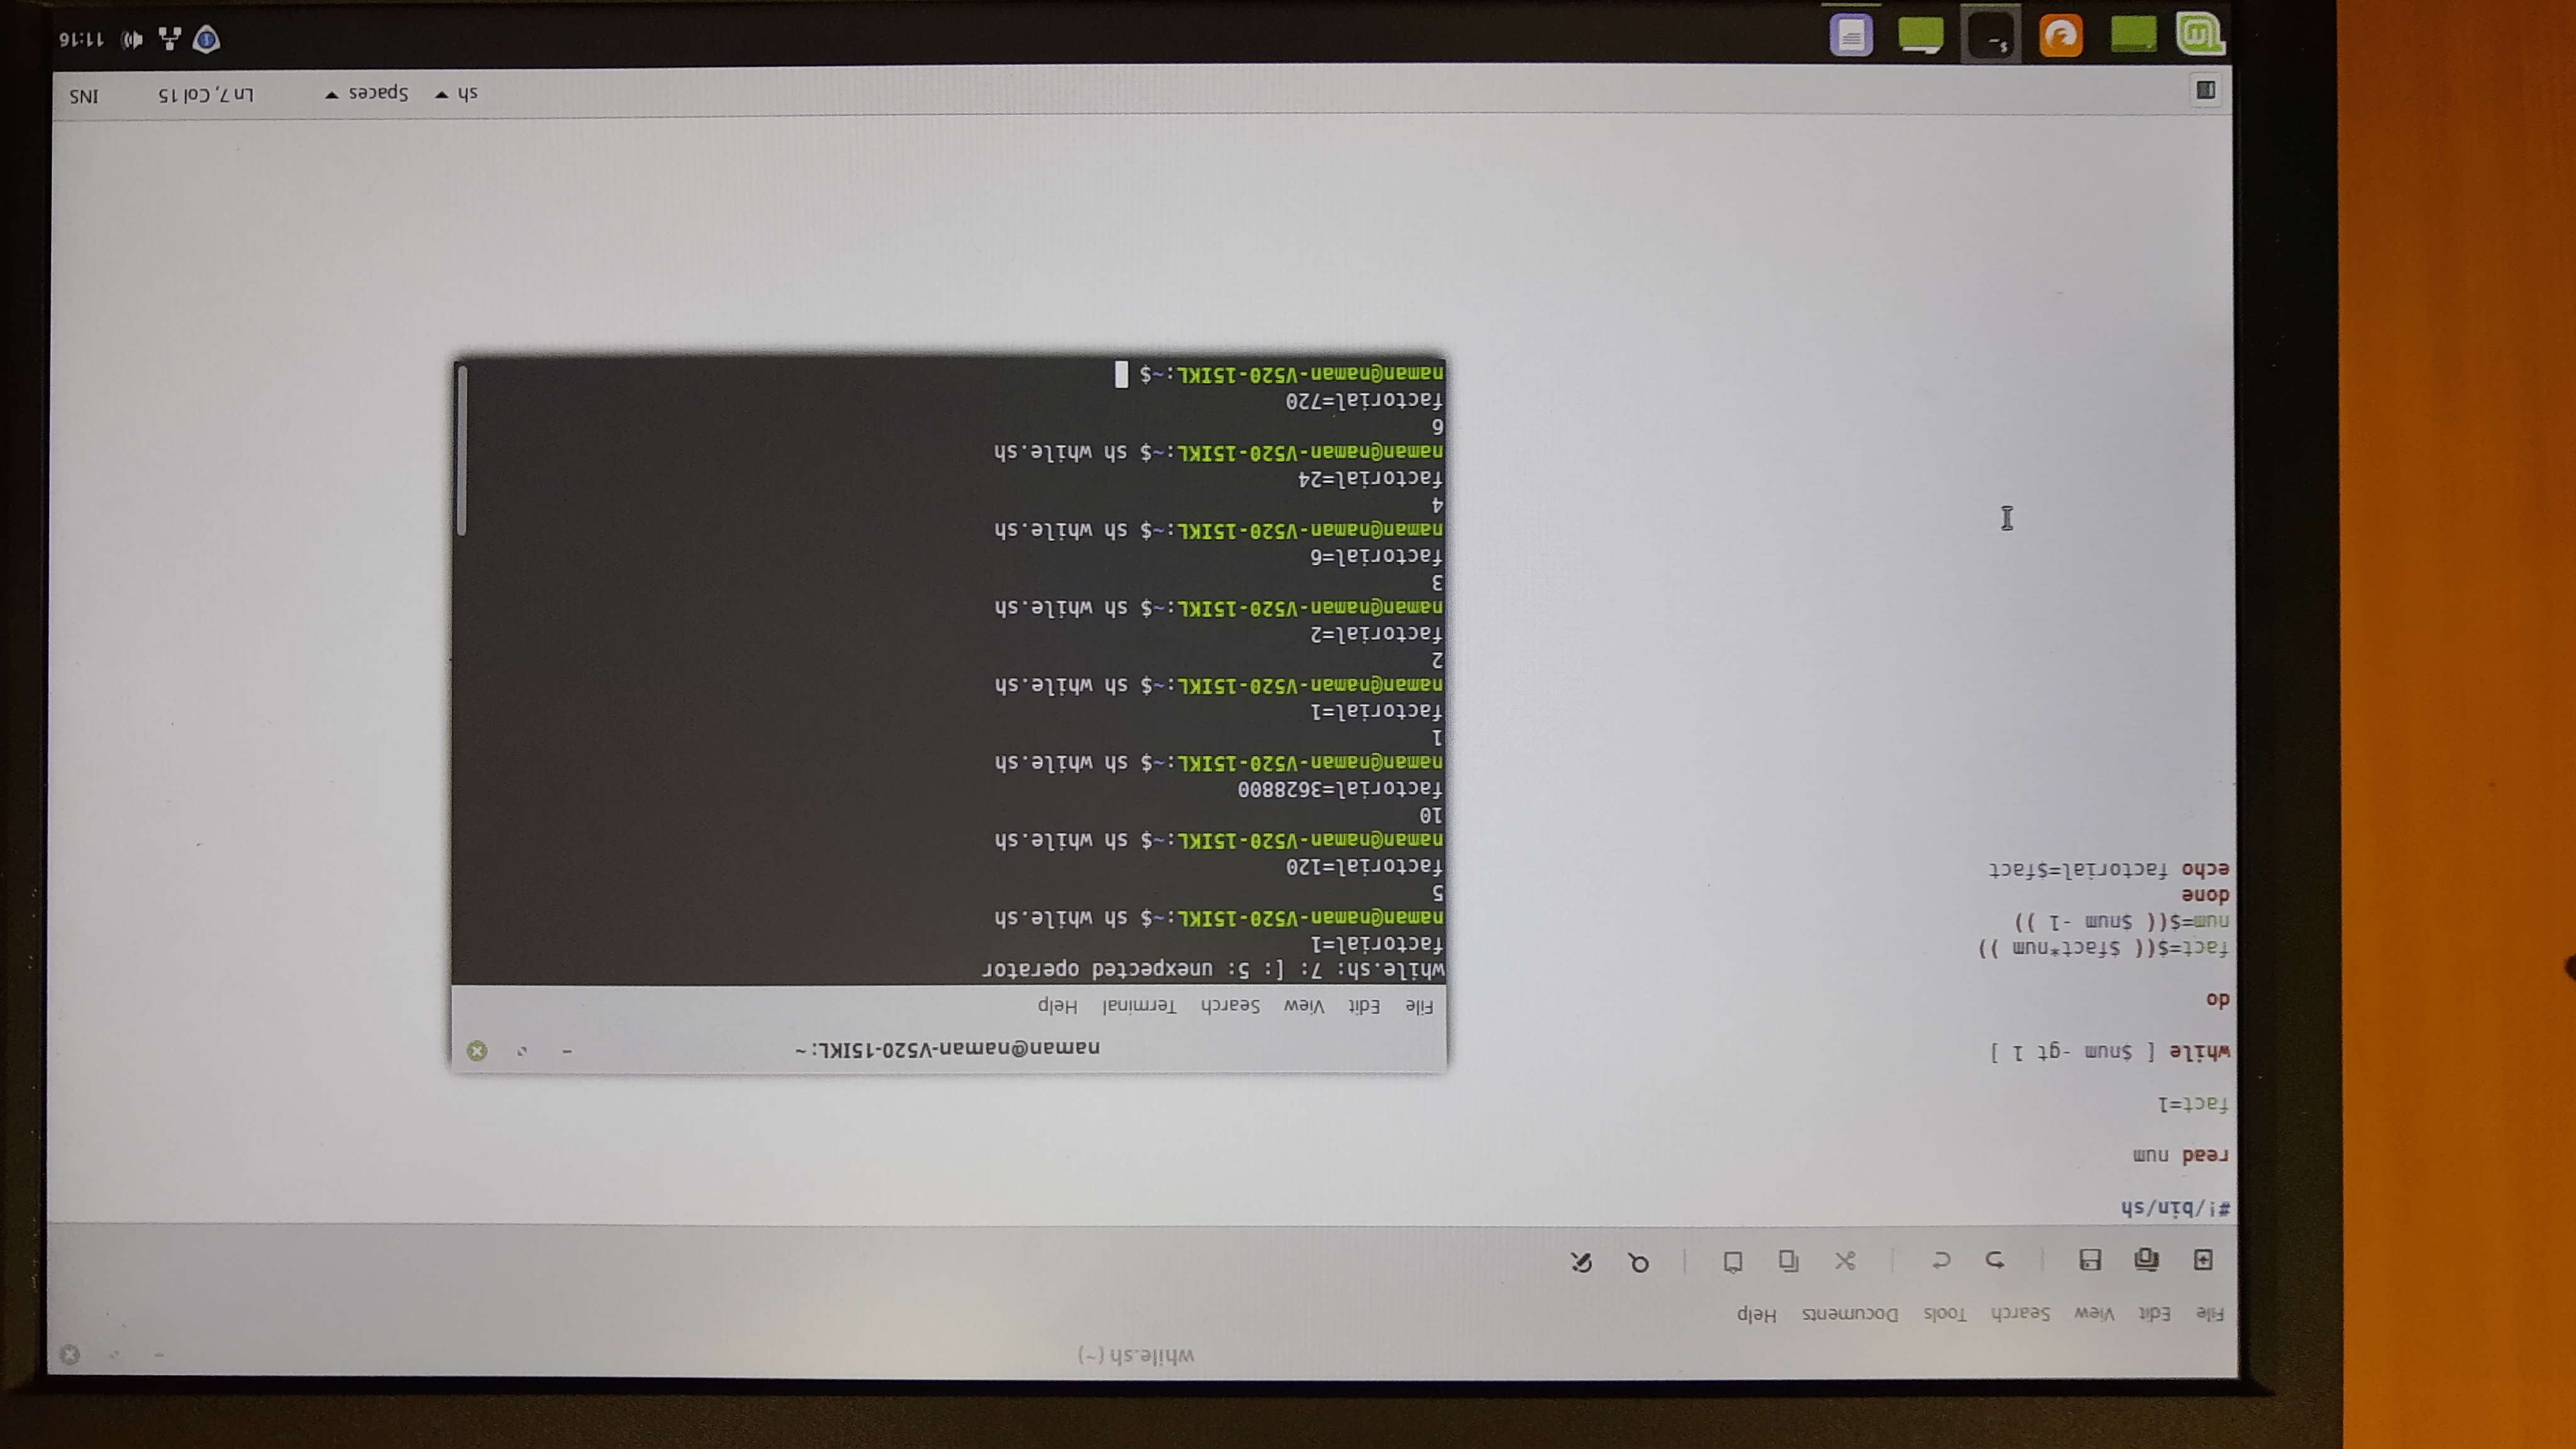 while.sh (~)
File Edit View Search Tools Documents Help
#!/bin/sh
read num
fact=1
while [ $num -gt 1 ]
do
fact=$(( $fact*num ))
num=$(( $num -1 ))
done
echo factorial=$fact
naman@naman-V520-15IKL: ~
File Edit View Search Terminal Help
while.sh: 7: [: 5: unexpected operator
factorial=1
naman@naman-V520-15IKL:~$ sh while.sh
5
factorial=120
naman@naman-V520-15IKL:~$ sh while.sh
10
factorial=3628800
naman@naman-V520-15IKL:~$ sh while.sh
1
factorial=1
naman@naman-V520-15IKL:~$ sh while.sh
2
factorial=2
naman@naman-V520-15IKL:~$ sh while.sh
3
factorial=6
naman@naman-V520-15IKL:~$ sh while.sh
4
factorial=24
naman@naman-V520-15IKL:~$ sh while.sh
6
factorial=720
naman@naman-V520-15IKL:~$
sh Spaces Ln 7, Col 15 INS
11:16